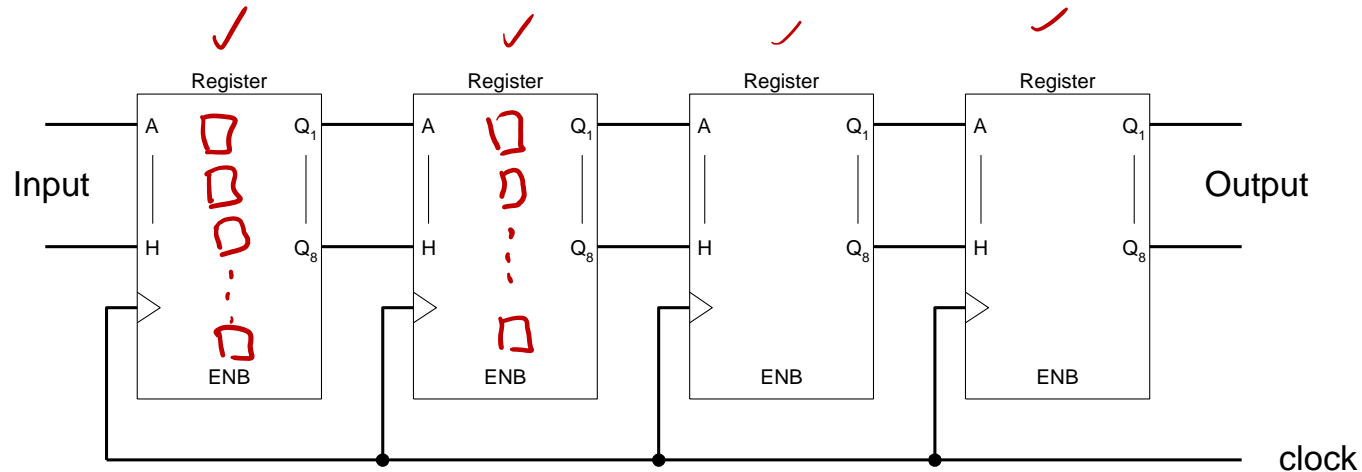 Register Register Register Register
A Q1 A Q1 A Q1 A Q1
Input Output
H Q8 H Q8 H Q8 H Q8
ENB ENB ENB ENB
clock